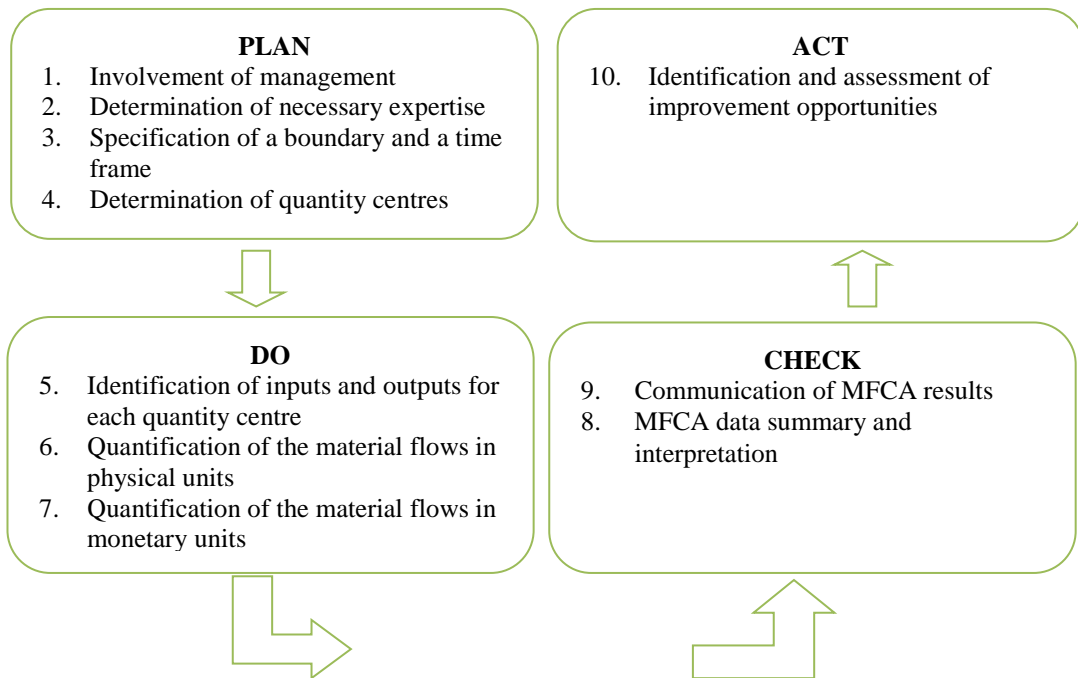 PLAN
1. Involvement of management
2. Determination of necessary expertise
3. Specification of a boundary and a time
frame
4. Determination of quantity centres
ACT
10. Identification and assessment of
improvement opportunities
DO
5. Identification of inputs and outputs for
each quantity centre
6. Quantification of the material flows in
physical units
7. Quantification of the material flows in
monetary units
CHECK
9. Communication of MFCA results
8. MFCA data summary and
interpretation